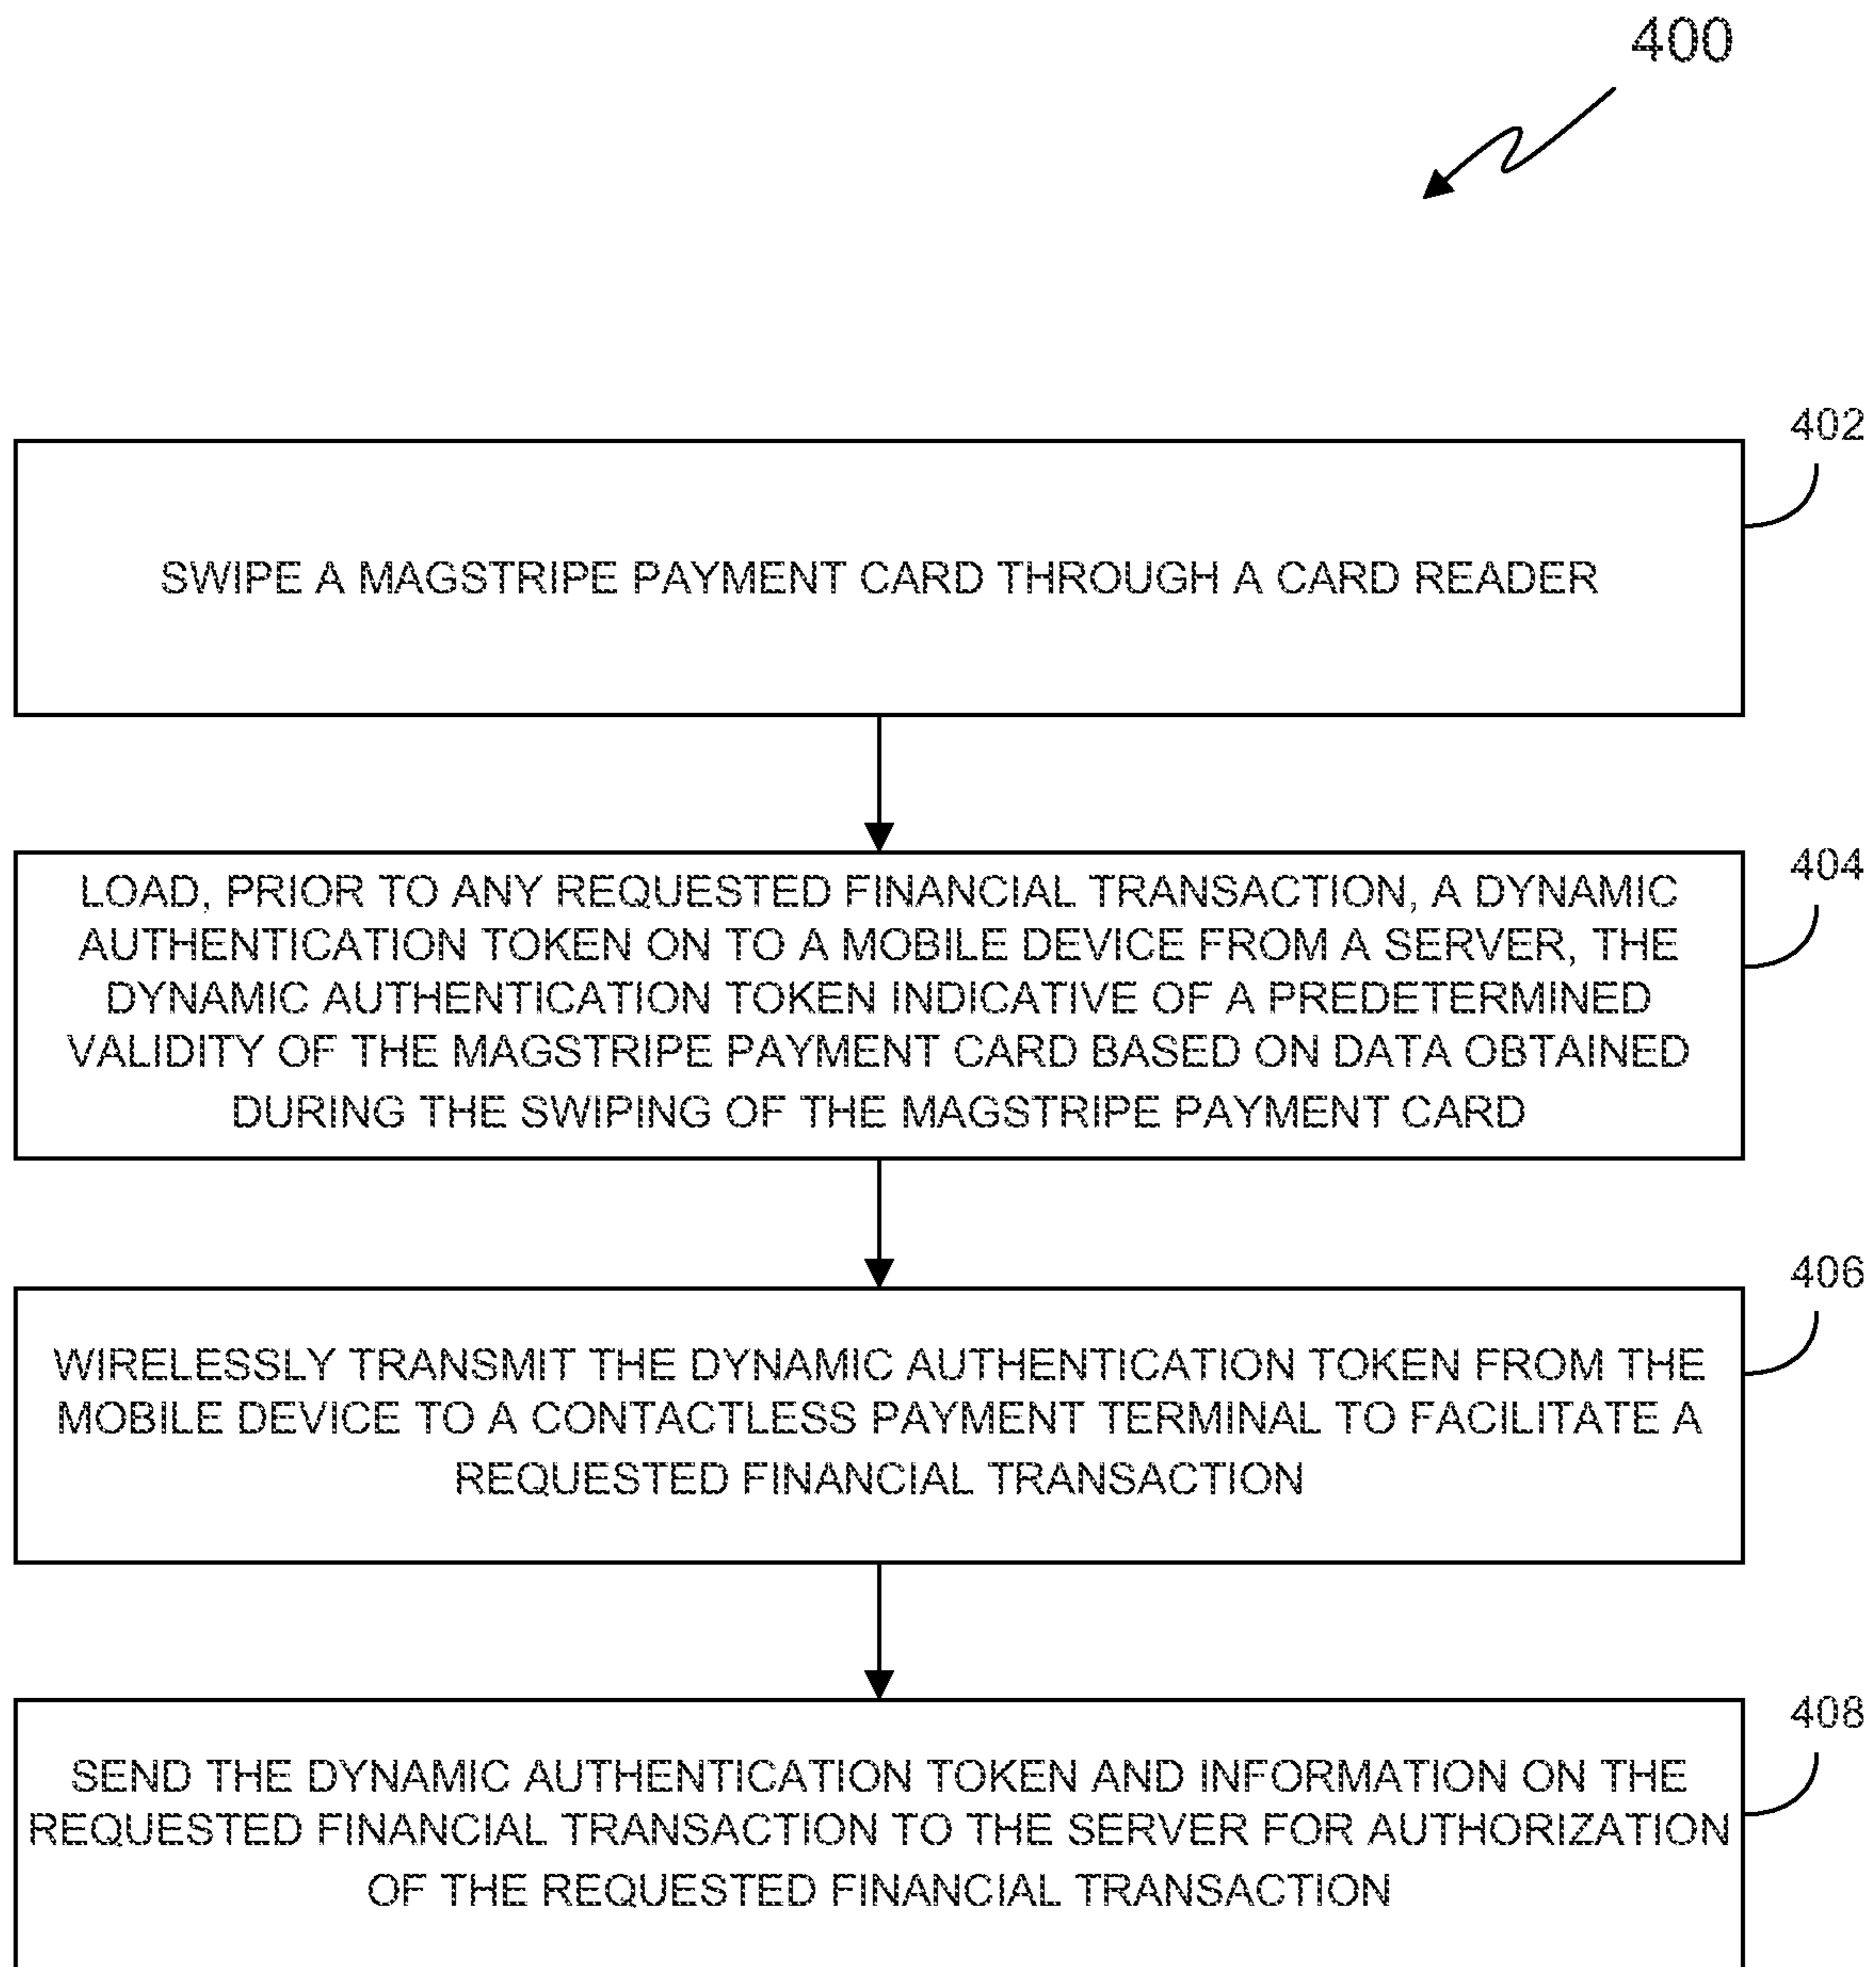 400
402
SWIPE A MAGSTRIPE PAYMENT CARD THROUGH A CARD READER
404
LOAD, PRIOR TO ANY REQUESTED FINANCIAL TRANSACTION, A DYNAMIC
AUTHENTICATION TOKEN ON TO A MOBILE DEVICE FROM A SERVER, THE
DYNAMIC AUTHENTICATION TOKEN INDICATIVE OF A PREDETERMINED
VALIDITY OF THE MAGSTRIPE PAYMENT CARD BASED ON DATA OBTAINED
DURING THE SWIPING OF THE MAGSTRIPE PAYMENT CARD
406
WIRELESSLY TRANSMIT THE DYNAMIC AUTHENTICATION TOKEN FROM THE
MOBILE DEVICE TO A CONTACTLESS PAYMENT TERMINAL TO FACILITATE A
REQUESTED FINANCIAL TRANSACTION
408
SEND THE DYNAMIC AUTHENTICATION TOKEN AND INFORMATION ON THE
REQUESTED FINANCIAL TRANSACTION TO THE SERVER FOR AUTHORIZATION
OF THE REQUESTED FINANCIAL TRANSACTION